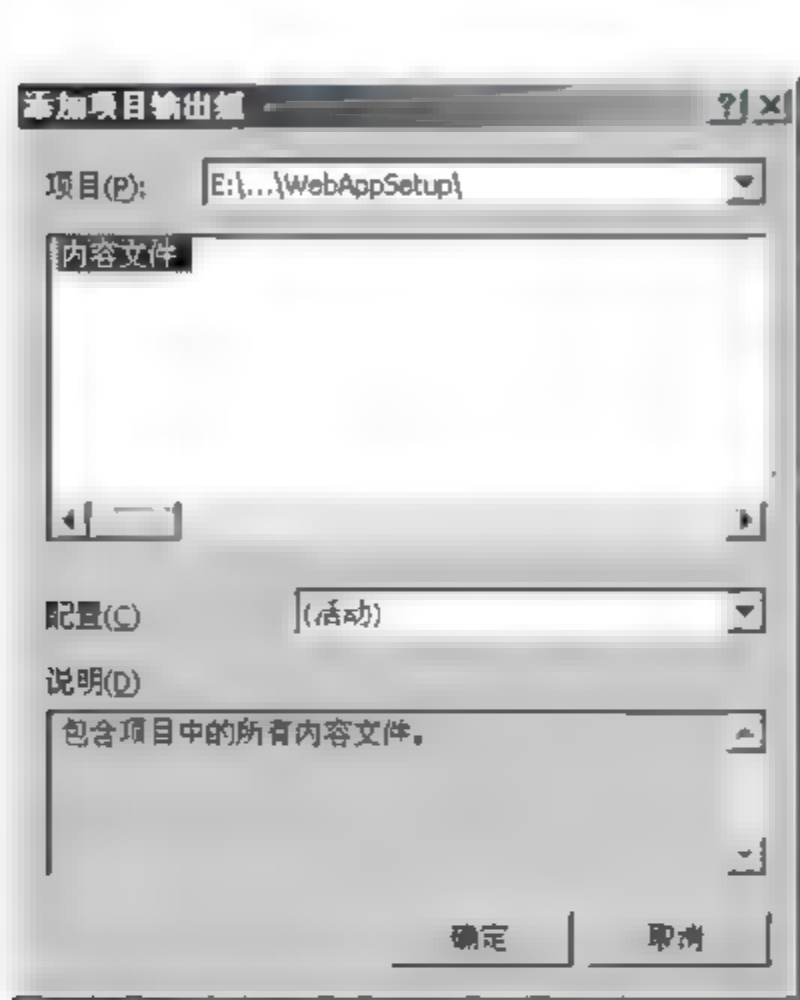 添加项目输出组
项目(P): E:\...\WebAppSetup\
内容文件
配置(C) (活动)
说明(D)
包含项目中的所有内容文件。
确定 取消